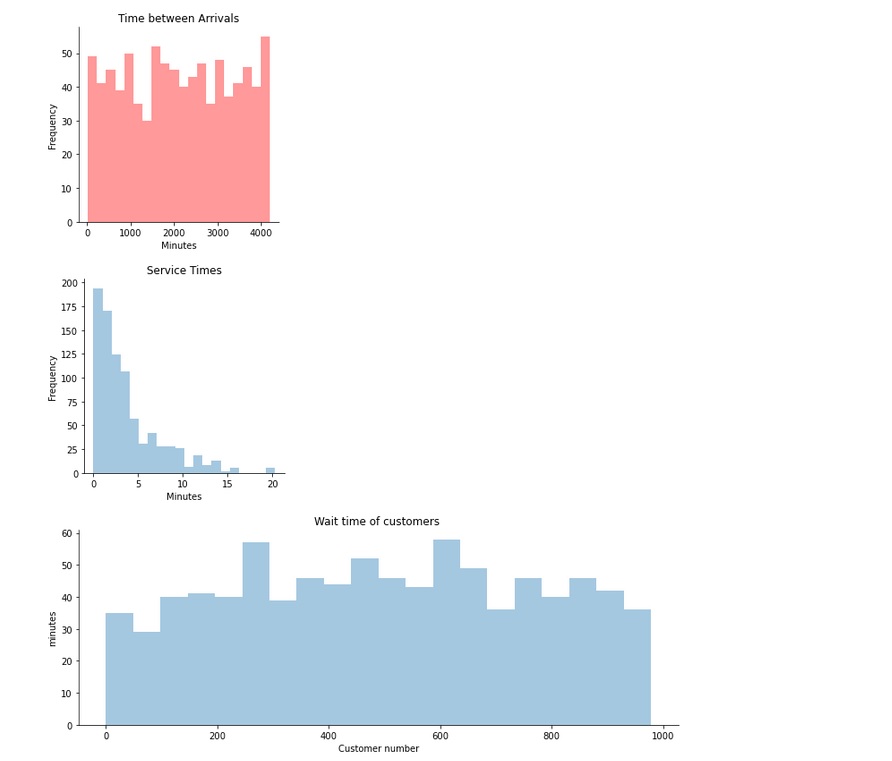 Time between Arrivals
50
40
30
20
10
0
Frequency
0 1000 2000 3000 4000
Minutes
Service Times
200
175
150
125
100
75
50
25
0
Frequency
0 5 10 15 20
Minutes
Wait time of customers
60
50
40
30
20
10
0
minutes
0 200 400 600 800 1000
Customer number